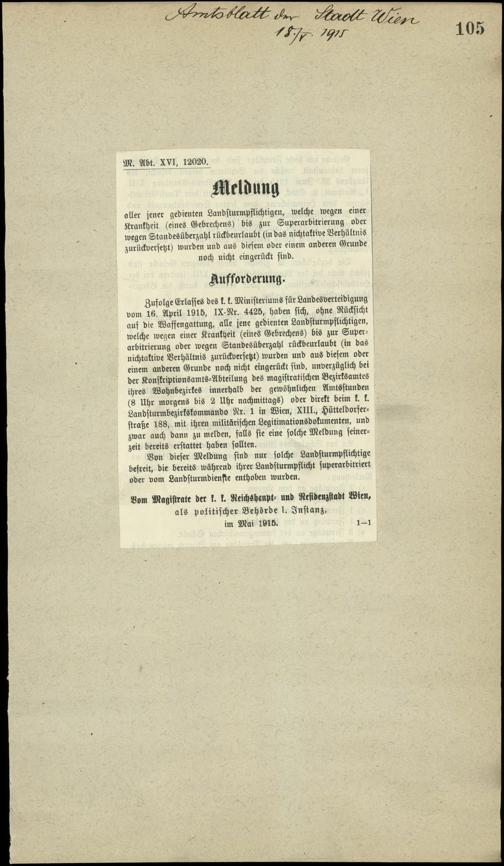 Amtsblatt der Stadt Wien
18/V. 1915
105
M. Abt. XVI, 12020.
Meldung
aller jener gedienten Landsturmpflichtigen, welche wegen einer
Krankheit (eines Gebrechens) bis zur Superarbitrierung oder
wegen Standesüberzahl rückbeurlaubt (in das nichtaktive Verhältnis
zurückversetzt) wurden und aus diesem oder einem anderen Grunde
noch nicht eingerückt sind.
Aufforderung.
Zufolge Erlasses des k. k. Ministeriums für Landesverteidigung
vom 16. April 1915, IX-Nr. 4425, haben sich, ohne Rücksicht
auf die Waffengattung, alle jene gedienten Landsturmpflichtigen,
welche wegen einer Krankheit (eines Gebrechens) bis zur Super-
arbitrierung oder wegen Standesüberzahl rückbeurlaubt (in das
nichtaktive Verhältnis zurückversetzt) wurden und aus diesem oder
einem anderen Grunde noch nicht eingerückt sind, unverzüglich bei
der Konskriptionsamts-Abteilung des magistratischen Bezirksamtes
ihres Wohnbezirkes innerhalb der gewöhnlichen Amtsstunden
(8 Uhr morgens bis 2 Uhr nachmittags) oder direkt beim k. k.
Landsturmbezirkskommando Nr. 1 in Wien, XIII., Hütteldorfer-
straße 188, mit ihren militärischen Legitimationsdokumenten, und
zwar auch dann zu melden, falls sie eine solche Meldung seiner-
zeit bereits erstattet haben sollten.
Von dieser Meldung sind nur solche Landsturmpflichtige
befreit, die bereits während ihrer Landsturmpflicht superarbitriert
oder vom Landsturmdienste enthoben wurden.
Vom Magistrate der k. k. Reichshaupt- und Residenzstadt Wien,
als politischer Behörde I. Instanz,
im Mai 1915.
1—1